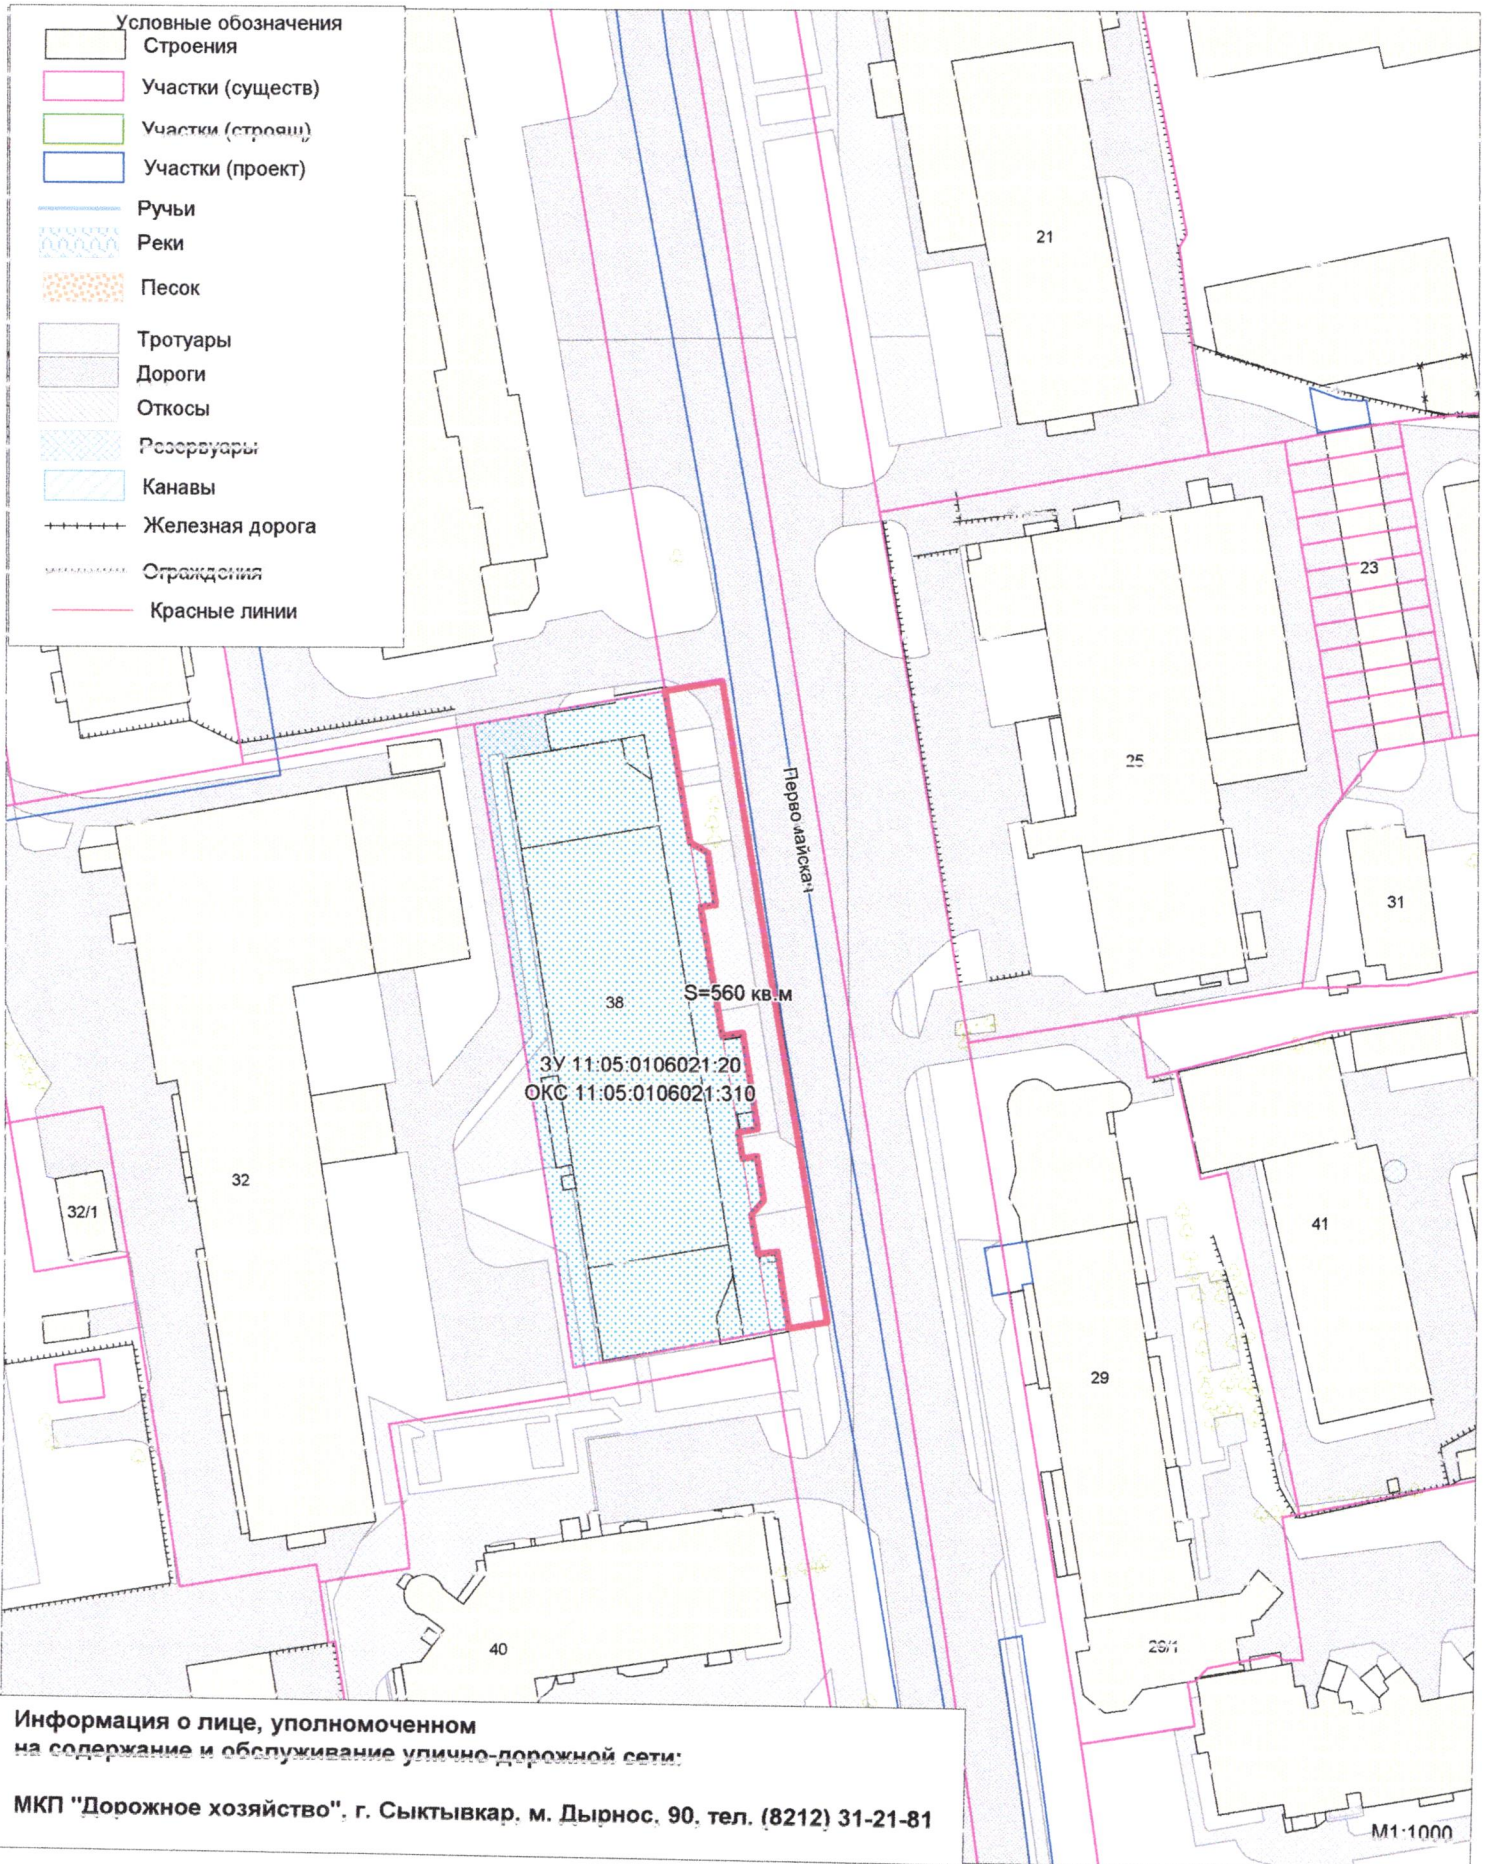 Условные обозначения
Строения
Участки (существ)
Участки (строящ)
Участки (проект)
Ручьи
Реки
Песок
Тротуары
Дороги
Откосы
Резервуары
Канавы
Железная дорога
Ограждения
Красные линии
21
23
25
31
Первомайская
38
S=560 кв.м
ЗУ 11:05:0106021:20
ОКС 11:05:0106021:310
32
32/1
41
29
40
29/1
Информация о лице, уполномоченном
на содержание и обслуживание улично-дорожной сети:
МКП "Дорожное хозяйство", г. Сыктывкар, м. Дырнос, 90, тел. (8212) 31-21-81
М1:1000